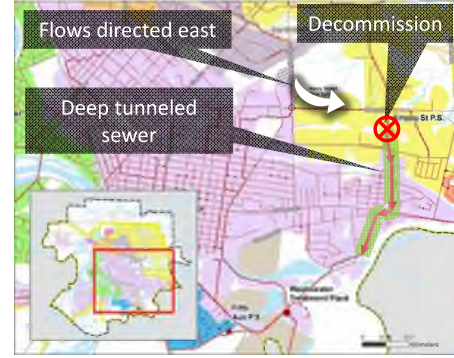 Flows directed east
Decommission
St P.S.
Deep tunneled
sewer
Wastewater
Treatment Plant
P.S.